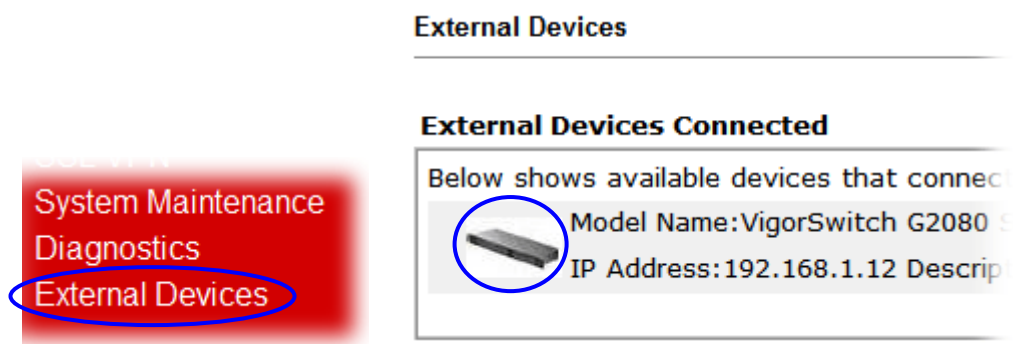 External Devices
External Devices Connected
Below shows available devices that connec
Model Name:VigorSwitch G2080
IP Address:192.168.1.12 Descrip
System Maintenance
Diagnostics
External Devices